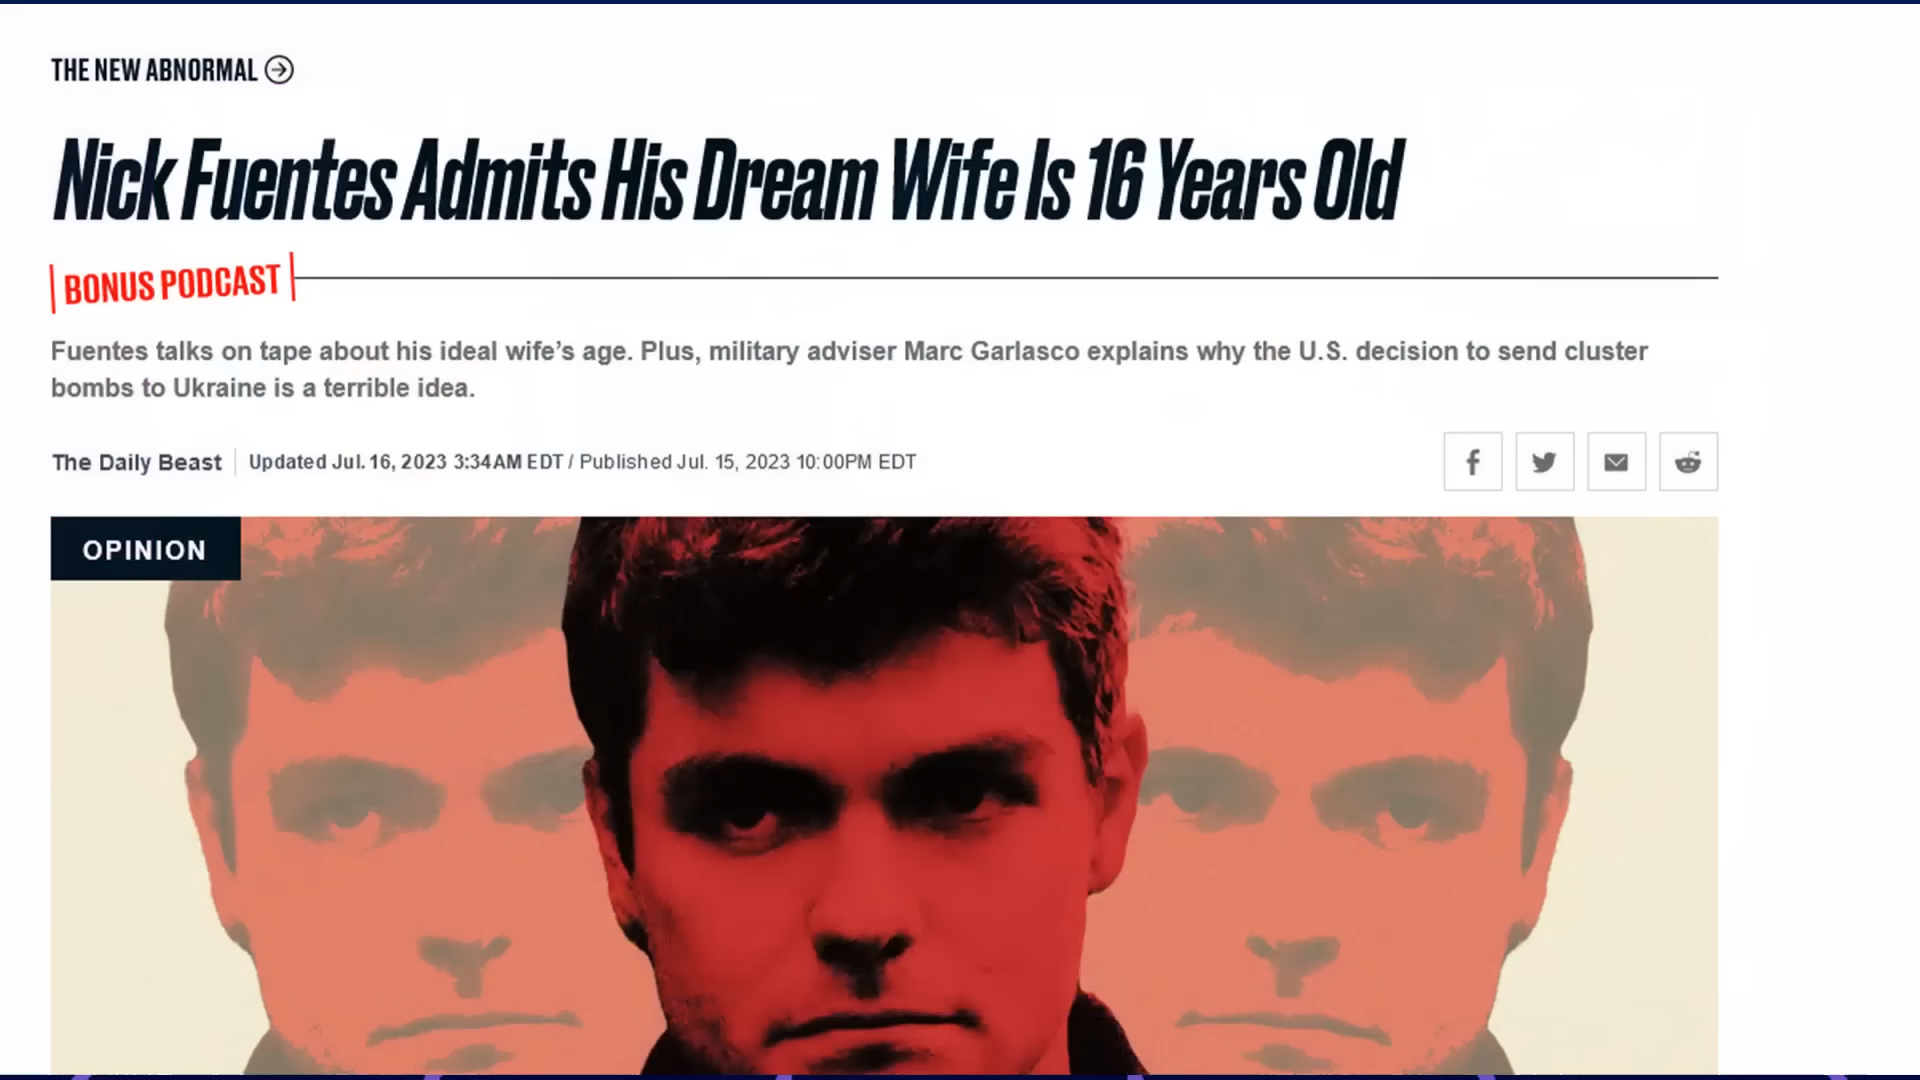 THE NEW ABNORMAL
Nick Fuentes Admits His Dream Wife Is 16 Years Old
BONUS PODCAST
Fuentes talks on tape about his ideal wife’s age. Plus, military adviser Marc Garlasco explains why the U.S. decision to send cluster
bombs to Ukraine is a terrible idea.
The Daily Beast Updated Jul. 16, 2023 3:34AM EDT / Published Jul. 15, 2023 10:00PM EDT
OPINION